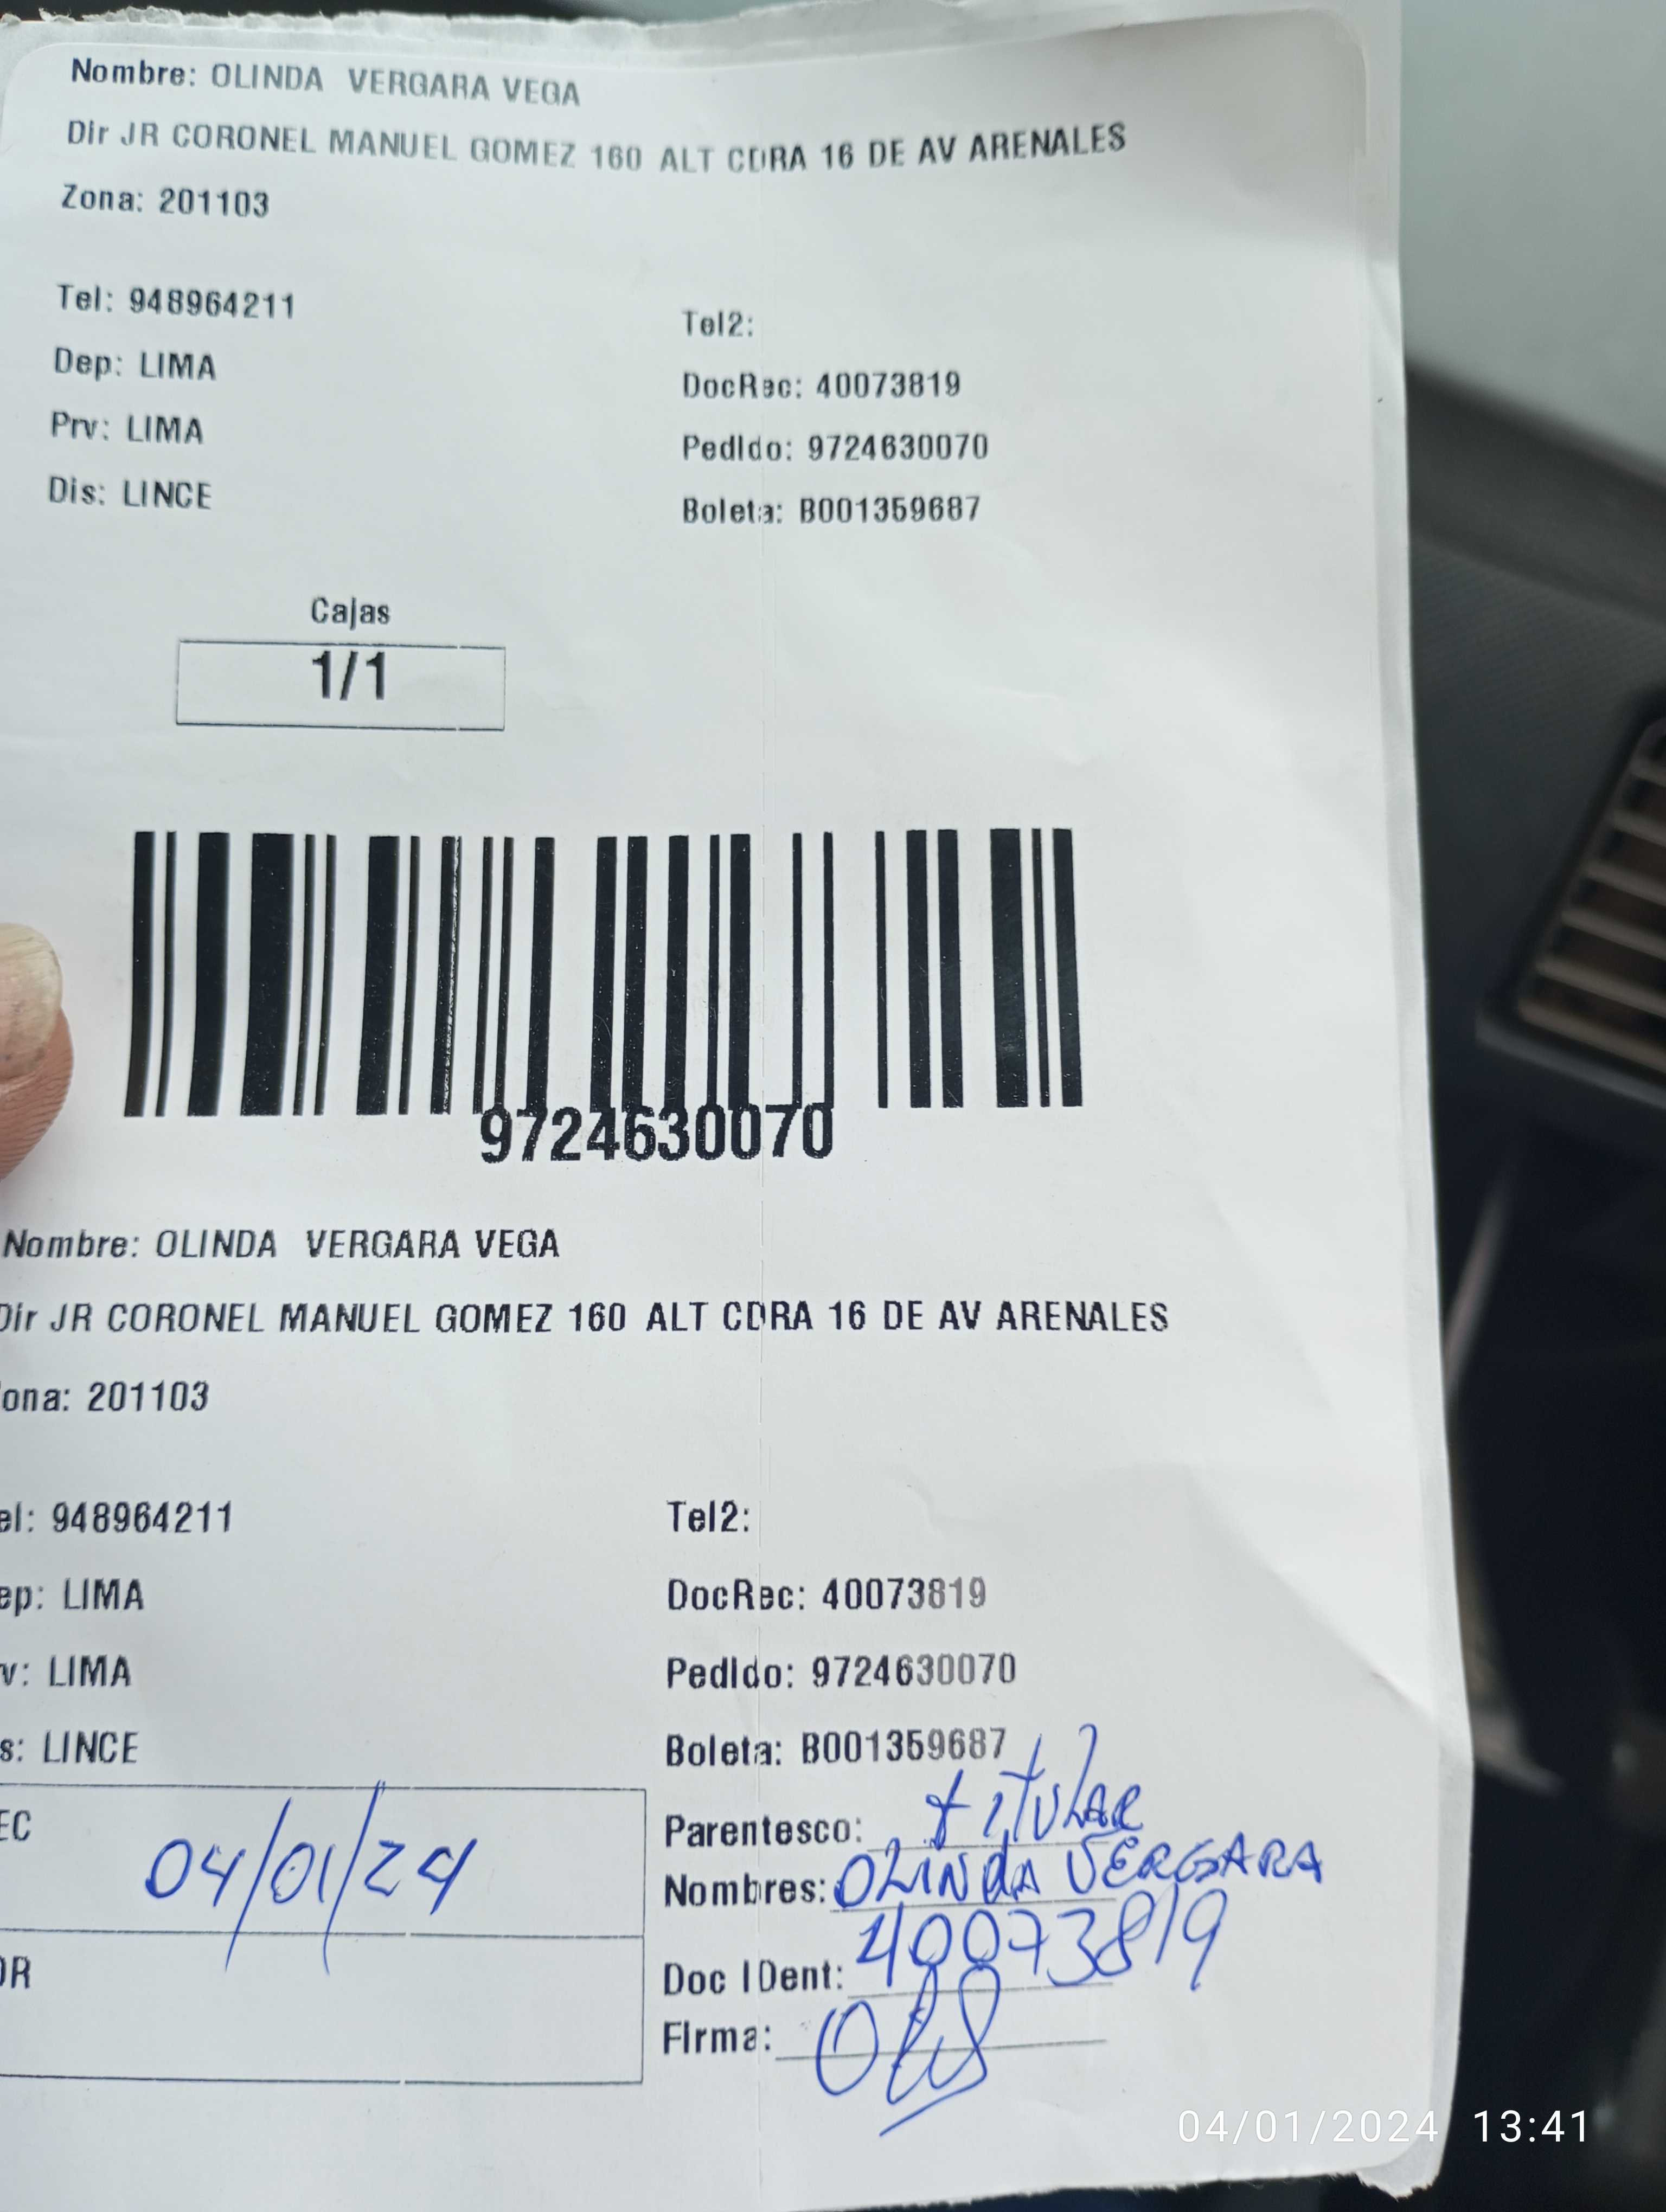 Nombre: OLINDA VERGARA VEGA
Dir JR CORONEL MANUEL GOMEZ 160 ALT CDRA 16 DE AV ARENALES
Zona: 201103
Tel: 948964211
Tel2:
Dep: LIMA
DocRec: 40073819
Prv: LIMA
Pedido: 9724630070
Dis: LINCE
Boleta: B001359687
Cajas
1/1
9724630070
Nombre: OLINDA VERGARA VEGA
Dir JR CORONEL MANUEL GOMEZ 160 ALT CDRA 16 DE AV ARENALES
ona: 201103
el: 948964211
Tel2:
ep: LIMA
DocRec: 40073819
v: LIMA
Pedido: 9724630070
s: LINCE
Boleta: B001359687
EC
04/01/24
Parentesco: titular
Nombres: OLINDA VERGARA
OR
Doc IDent: 40073819
Firma:
04/01/2024 13:41